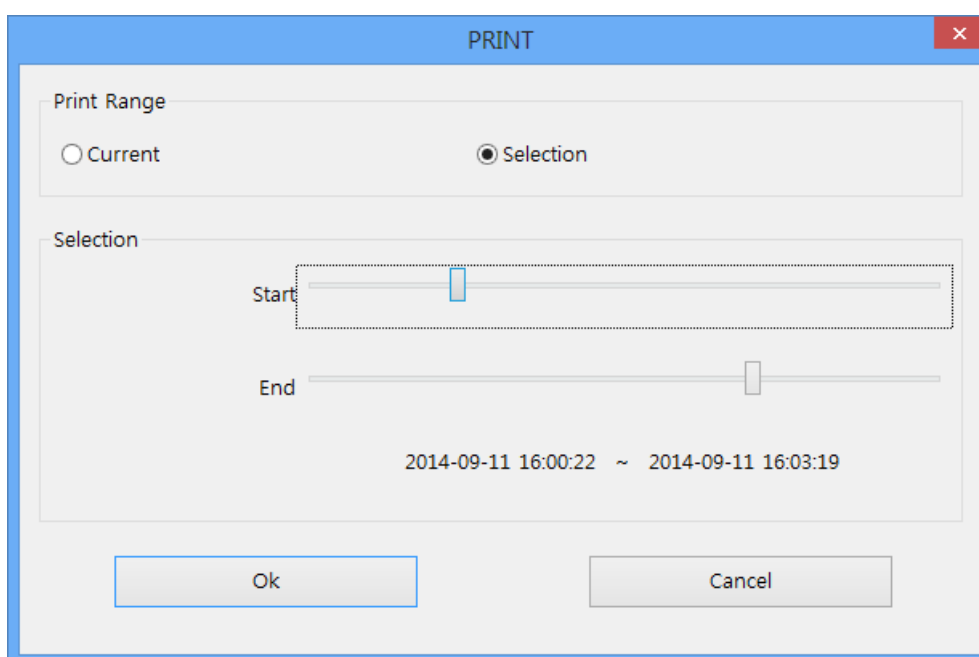 PRINT
Print Range
Current
Selection
Selection
Start
End
2014-09-11 16:00:22 ~ 2014-09-11 16:03:19
Ok
Cancel